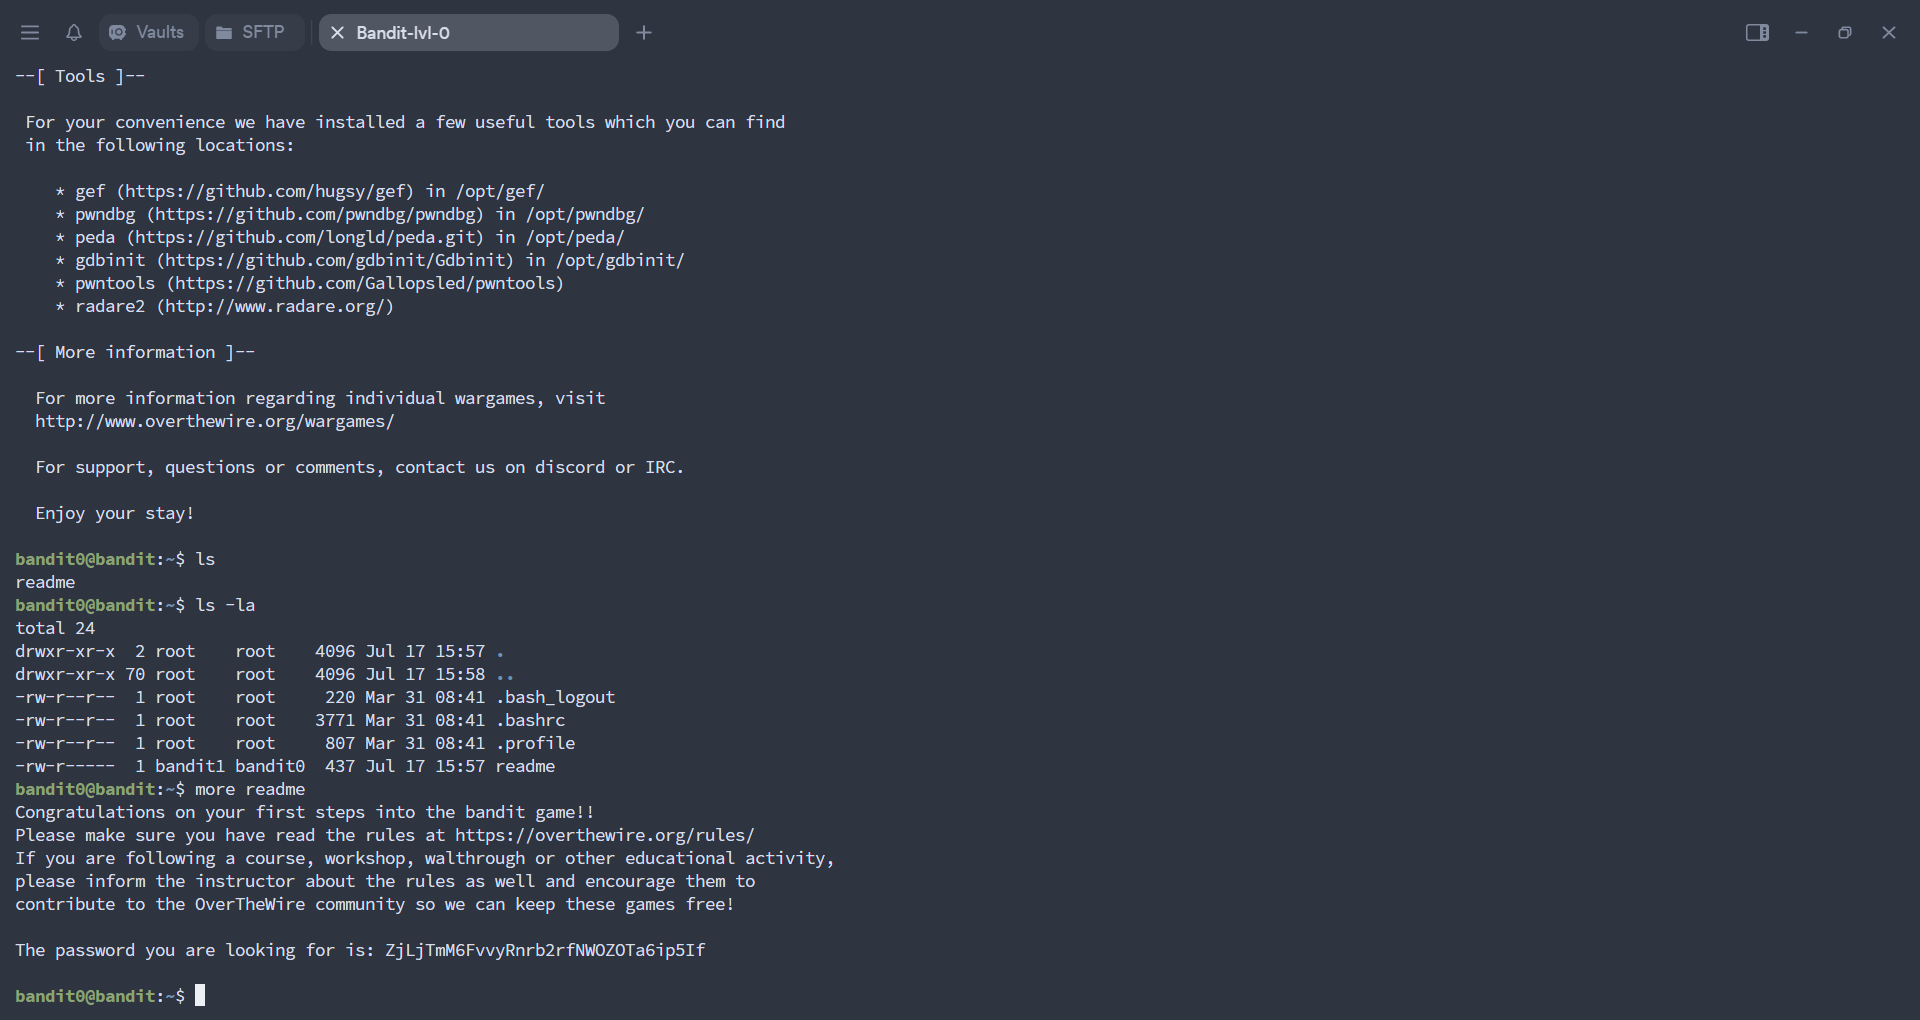 Vaults
SFTP
Bandit-lvl-0
--[ Tools ]--
For your convenience we have installed a few useful tools which you can find
in the following locations:
* gef (https://github.com/hugsy/gef) in /opt/gef/
* pwndbg (https://github.com/pwndbg/pwndbg) in /opt/pwndbg/
* peda (https://github.com/longld/peda.git) in /opt/peda/
* gdbinit (https://github.com/gdbinit/Gdbinit) in /opt/gdbinit/
* pwntools (https://github.com/Gallopsled/pwntools)
* radare2 (http://www.radare.org/)
--[ More information ]--
For more information regarding individual wargames, visit
http://www.overthewire.org/wargames/
For support, questions or comments, contact us on discord or IRC.
Enjoy your stay!
bandit0@bandit:~$ ls
readme
bandit0@bandit:~$ ls -la
total 24
drwxr-xr-x  2 root    root    4096 Jul 17 15:57 .
drwxr-xr-x 70 root    root    4096 Jul 17 15:58 ..
-rw-r--r--  1 root    root     220 Mar 31 08:41 .bash_logout
-rw-r--r--  1 root    root    3771 Mar 31 08:41 .bashrc
-rw-r--r--  1 root    root     807 Mar 31 08:41 .profile
-rw-r-----  1 bandit1 bandit0  437 Jul 17 15:57 readme
bandit0@bandit:~$ more readme
Congratulations on your first steps into the bandit game!!
Please make sure you have read the rules at https://overthewire.org/rules/
If you are following a course, workshop, walthrough or other educational activity,
please inform the instructor about the rules as well and encourage them to
contribute to the OverTheWire community so we can keep these games free!
The password you are looking for is: ZjLjTmM6FvvyRnrb2rfNWOZOTa6ip5If
bandit0@bandit:~$